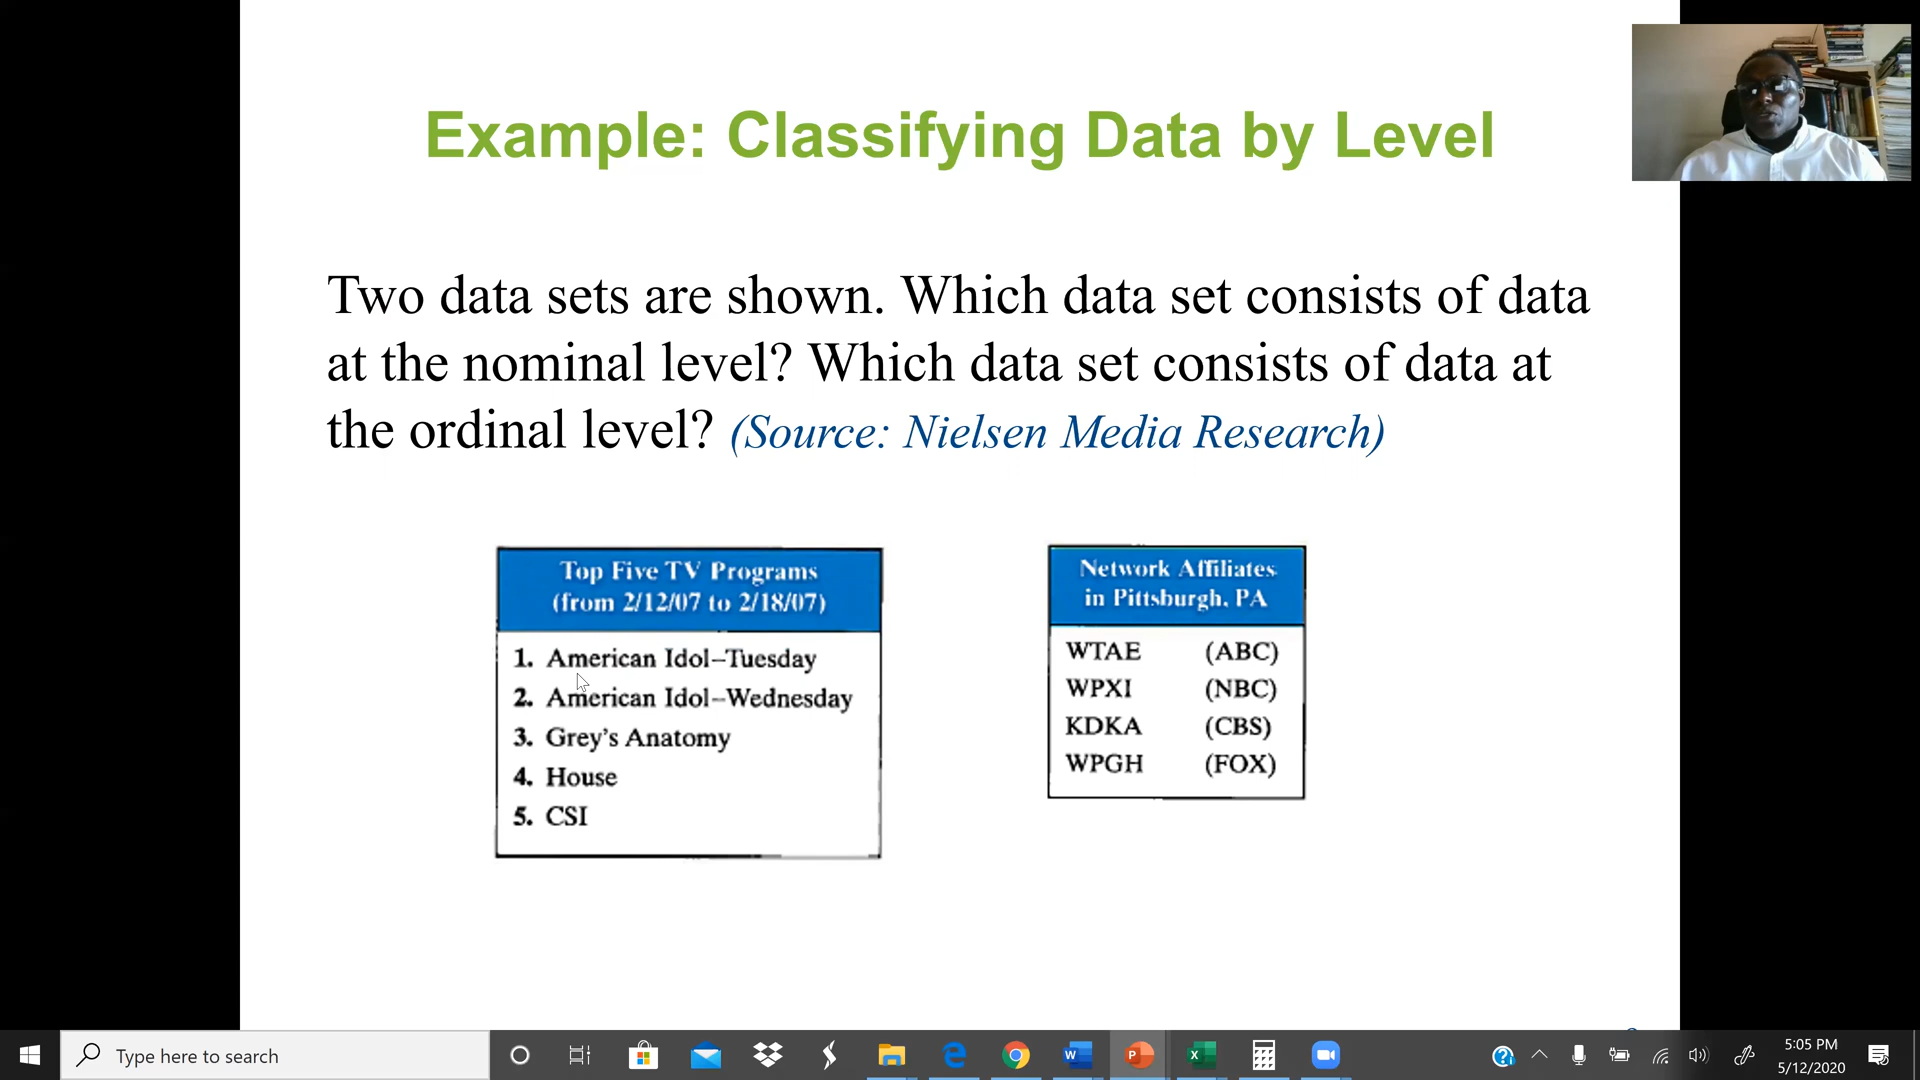 Example: Classifying Data by Level
Two data sets are shown. Which data set consists of data
at the nominal level? Which data set consists of data at
the ordinal level? (Source: Nielsen Media Research)
Top Five TV Programs
(from 2/12/07 to 2/18/07)
1. American Idol–Tuesday
2. American Idol–Wednesday
3. Grey's Anatomy
4. House
5. CSI
Network Affiliates
in Pittsburgh, PA
WTAE (ABC)
WPXI (NBC)
KDKA (CBS)
WPGH (FOX)
Type here to search
5:05 PM
5/12/2020